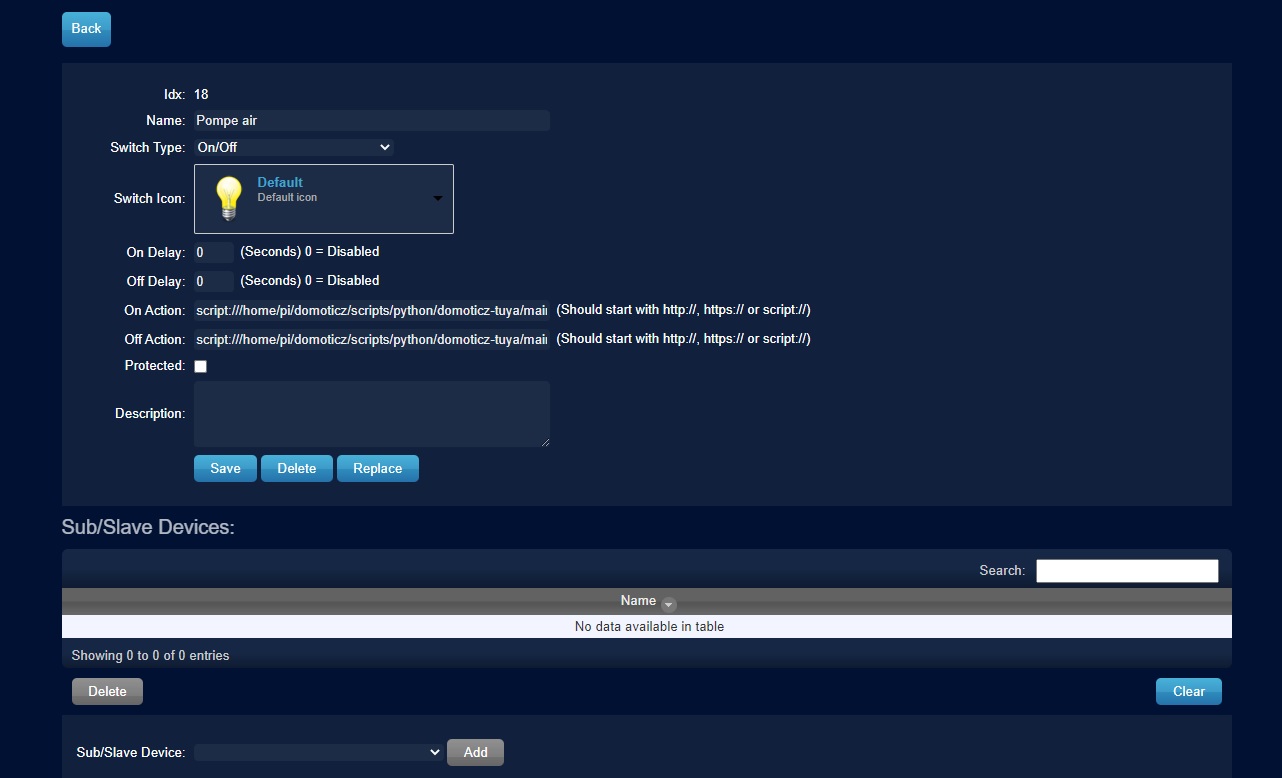 Back
Idx: 18
Name: Pompe air
Switch Type: On/Off
Switch Icon: Default
Default icon
On Delay: 0 (Seconds) 0 = Disabled
Off Delay: 0 (Seconds) 0 = Disabled
On Action: script:///home/pi/domoticz/scripts/python/domoticz-tuya/mai (Should start with http://, https:// or script://)
Off Action: script:///home/pi/domoticz/scripts/python/domoticz-tuya/mai (Should start with http://, https:// or script://)
Protected:
Description:
Save Delete Replace
Sub/Slave Devices:
Search:
Name
No data available in table
Showing 0 to 0 of 0 entries
Delete Clear
Sub/Slave Device: Add